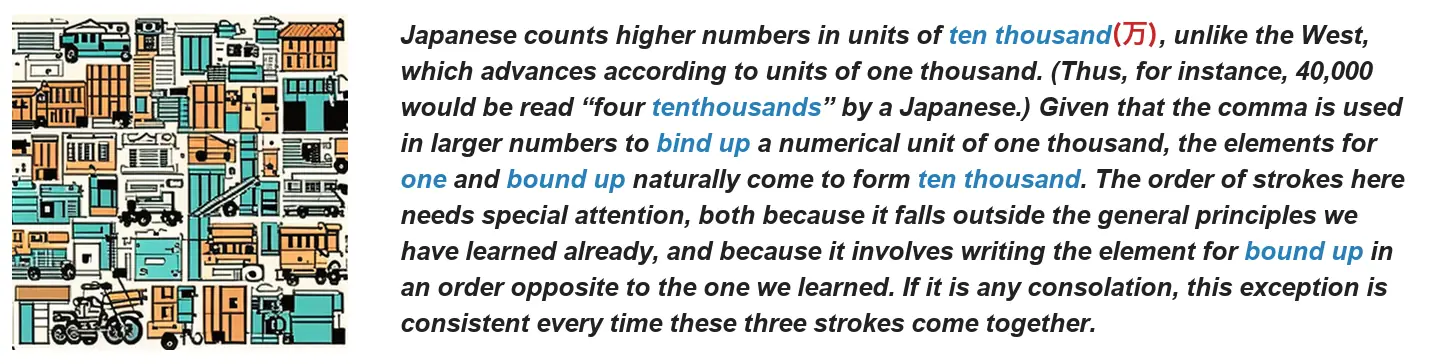 Japanese counts higher numbers in units of ten thousand(万), unlike the West,
which advances according to units of one thousand. (Thus, for instance, 40,000
would be read “four tenthousands” by a Japanese.) Given that the comma is used
in larger numbers to bind up a numerical unit of one thousand, the elements for
one and bound up naturally come to form ten thousand. The order of strokes here
needs special attention, both because it falls outside the general principles we
have learned already, and because it involves writing the element for bound up in
an order opposite to the one we learned. If it is any consolation, this exception is
consistent every time these three strokes come together.